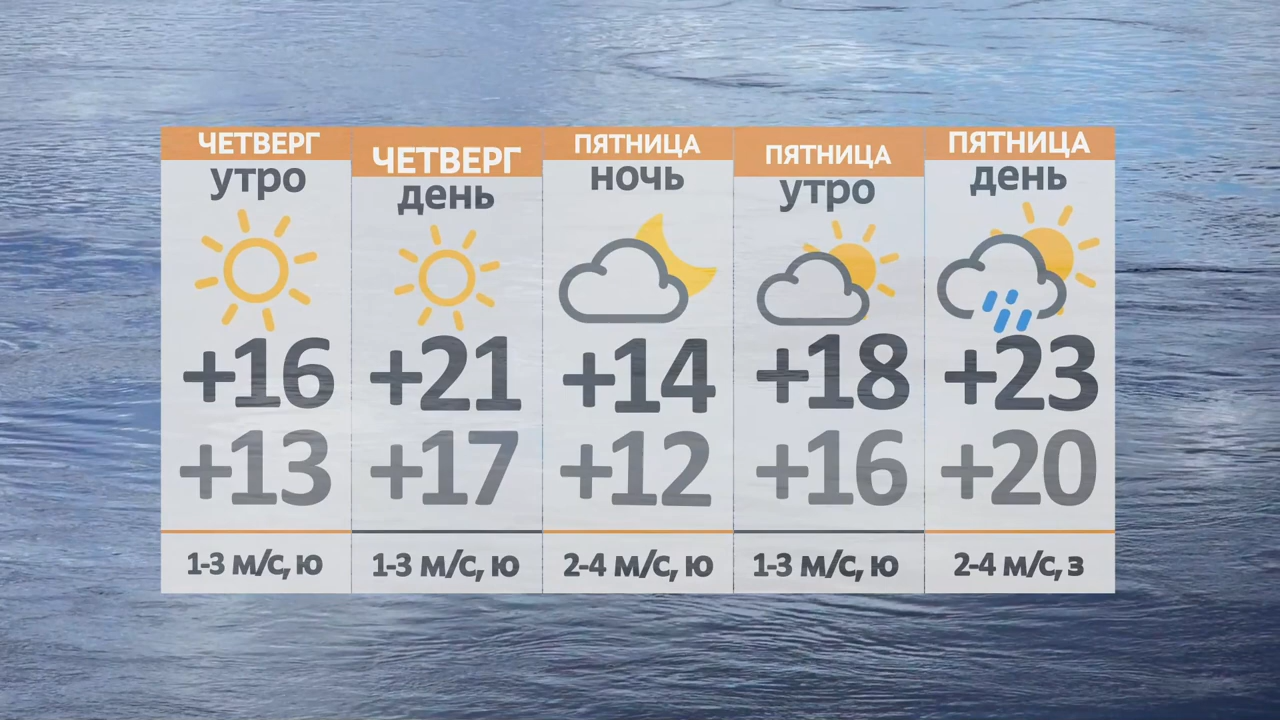 ЧЕТВЕРГ
утро
+16
+13
1-3 м/с, ю
ЧЕТВЕРГ
день
+21
+17
1-3 м/с, ю
ПЯТНИЦА
ночь
+14
+12
2-4 м/с, ю
ПЯТНИЦА
утро
+18
+16
1-3 м/с, ю
ПЯТНИЦА
день
+23
+20
2-4 м/с, з